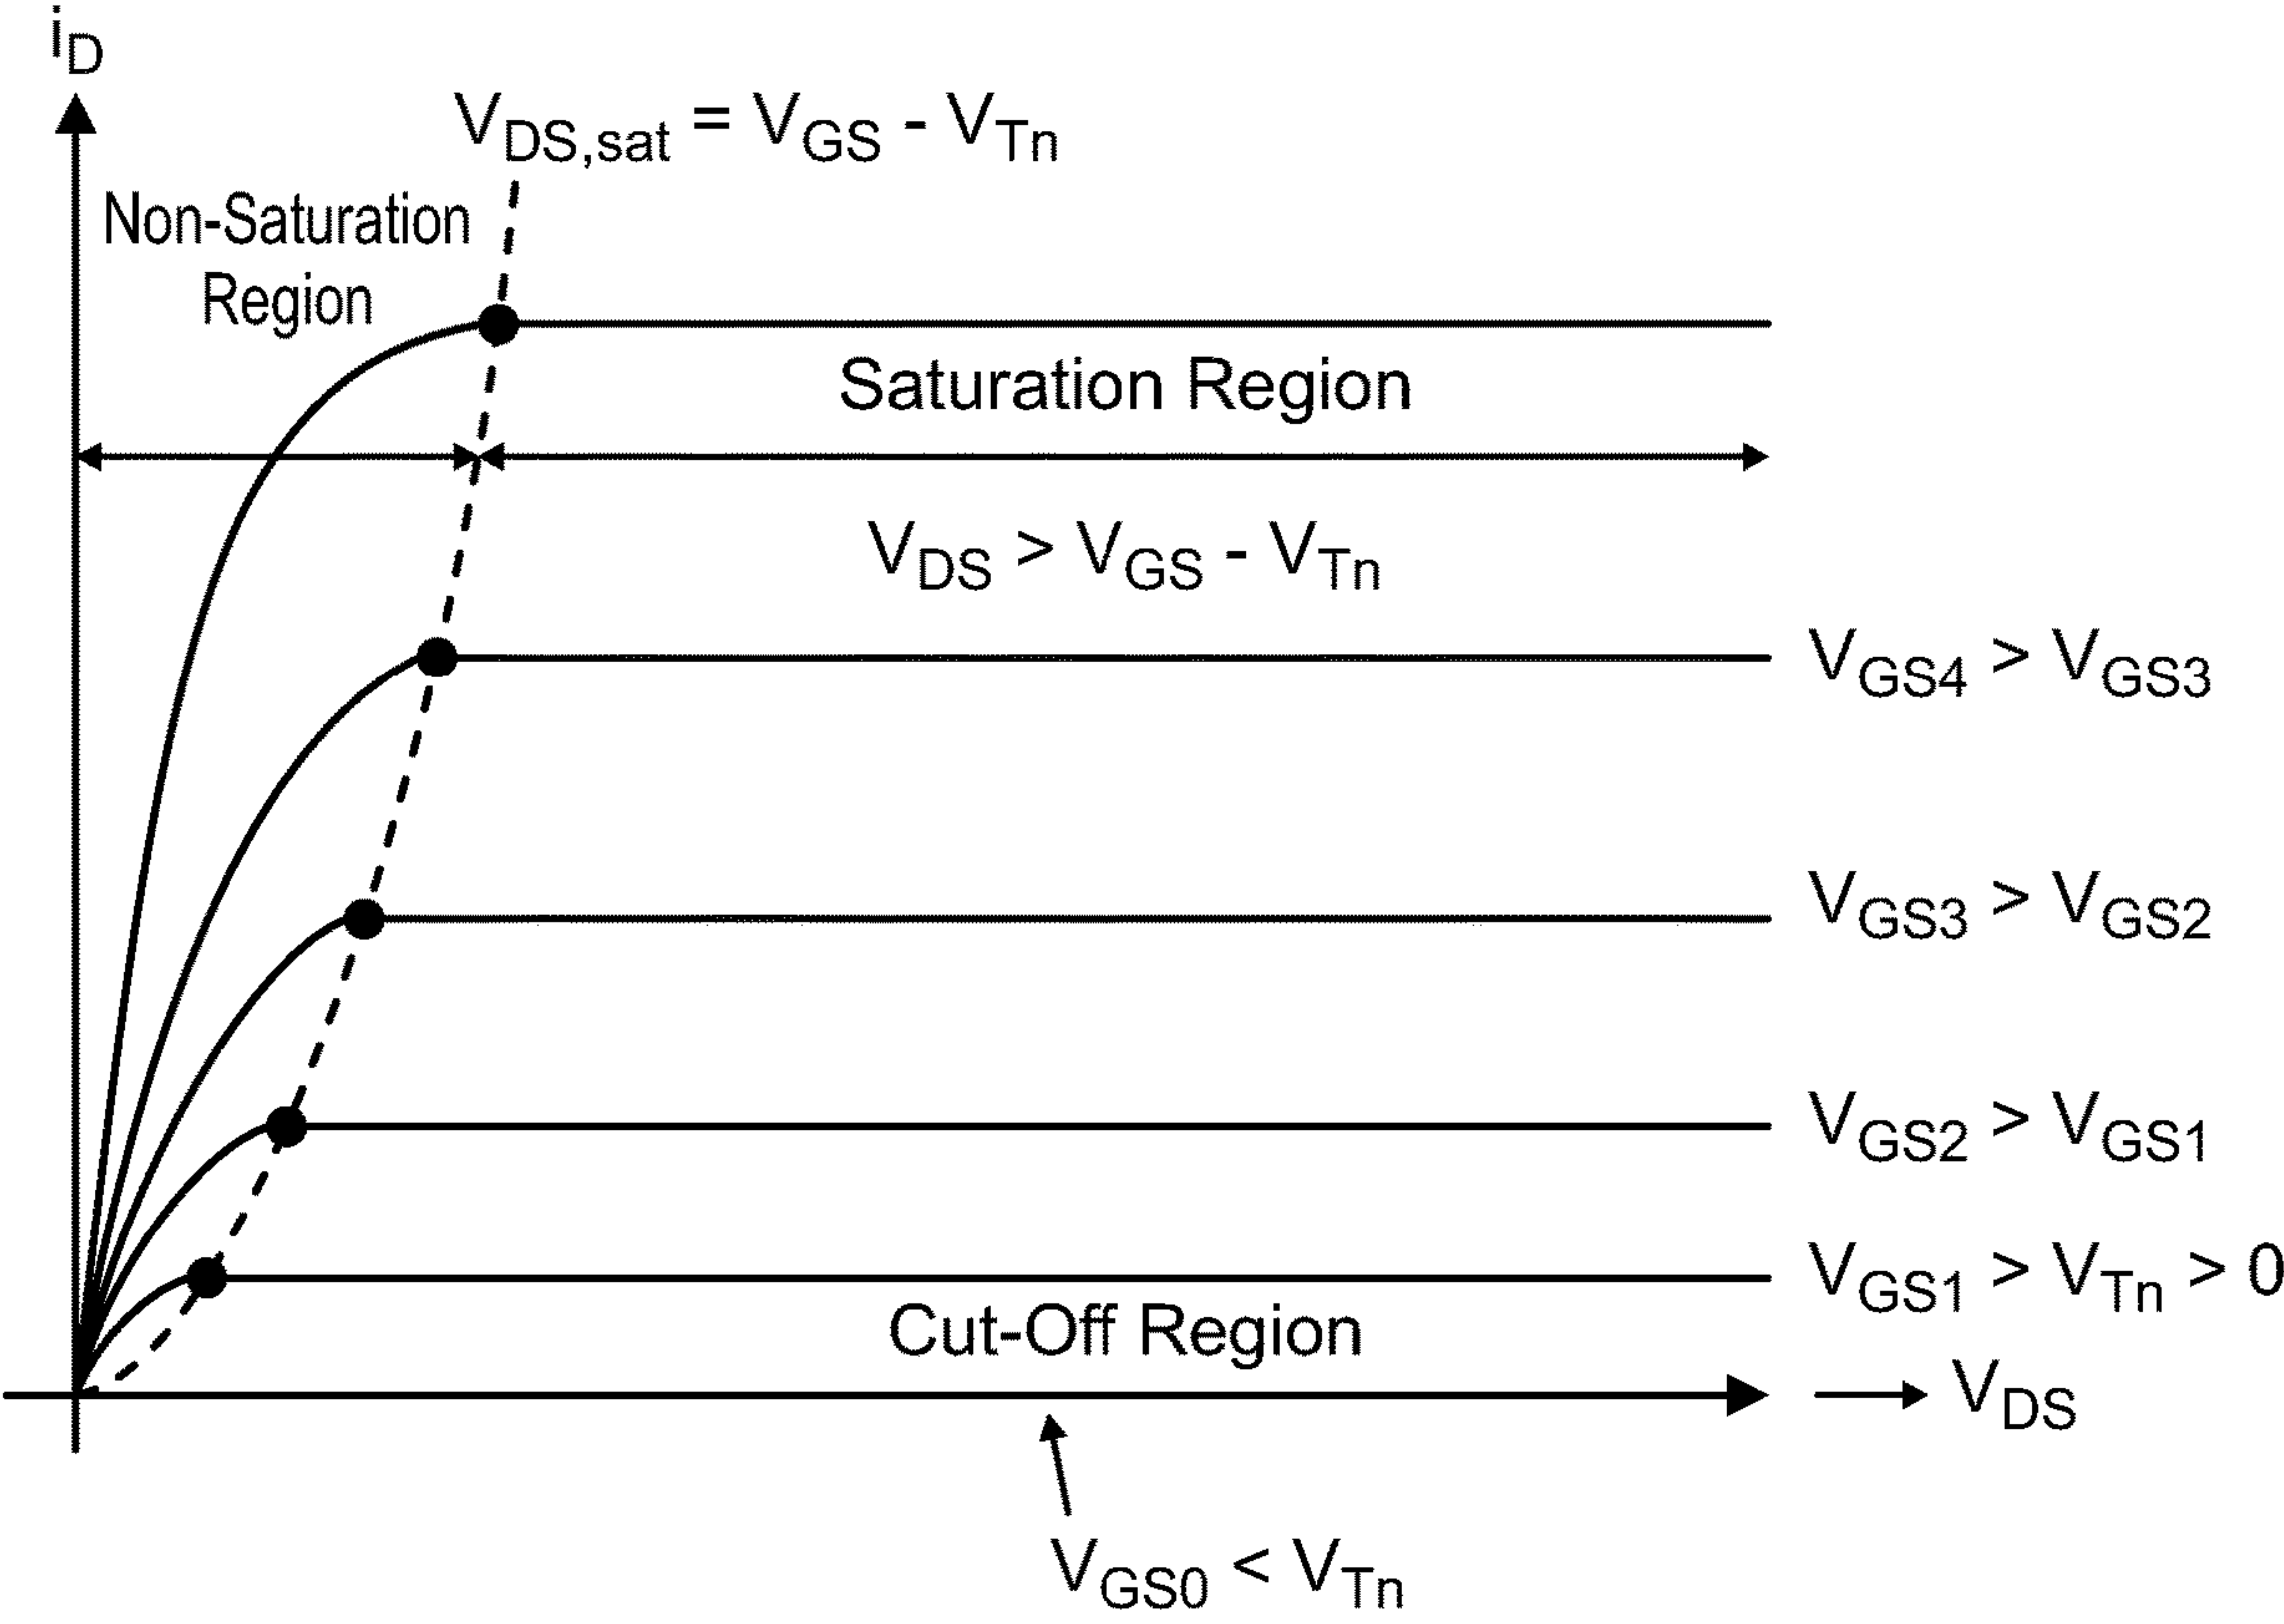 iD
VDS,sat = VGS - VTn
Non-Saturation
Region
Saturation Region
VDS > VGS - VTn
VGS4 > VGS3
VGS3 > VGS2
VGS2 > VGS1
VGS1 > VTn > 0
Cut-Off Region
VDS
VGS0 < VTn